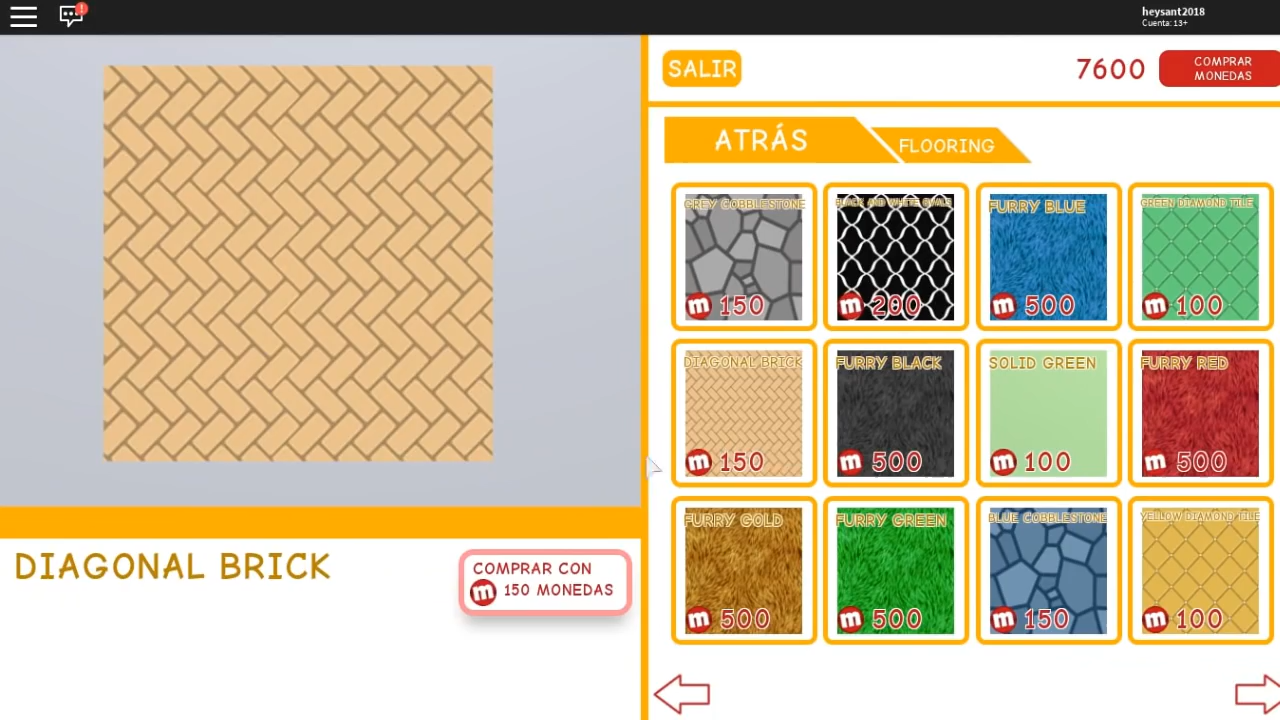 heysant2018
Cuenta: 13+
SALIR
7600
COMPRAR
MONEDAS
ATRÁS
FLOORING
GREY COBBLESTONE
BLACK AND WHITE OVALS
FURRY BLUE
GREEN DIAMOND TILE
m 150
m 200
m 500
m 100
DIAGONAL BRICK
FURRY BLACK
SOLID GREEN
FURRY RED
m 150
m 500
m 100
m 500
FURRY GOLD
FURRY GREEN
BLUE COBBLESTONE
YELLOW DIAMOND TILE
m 500
m 500
m 150
m 100
DIAGONAL BRICK
COMPRAR CON
m 150 MONEDAS